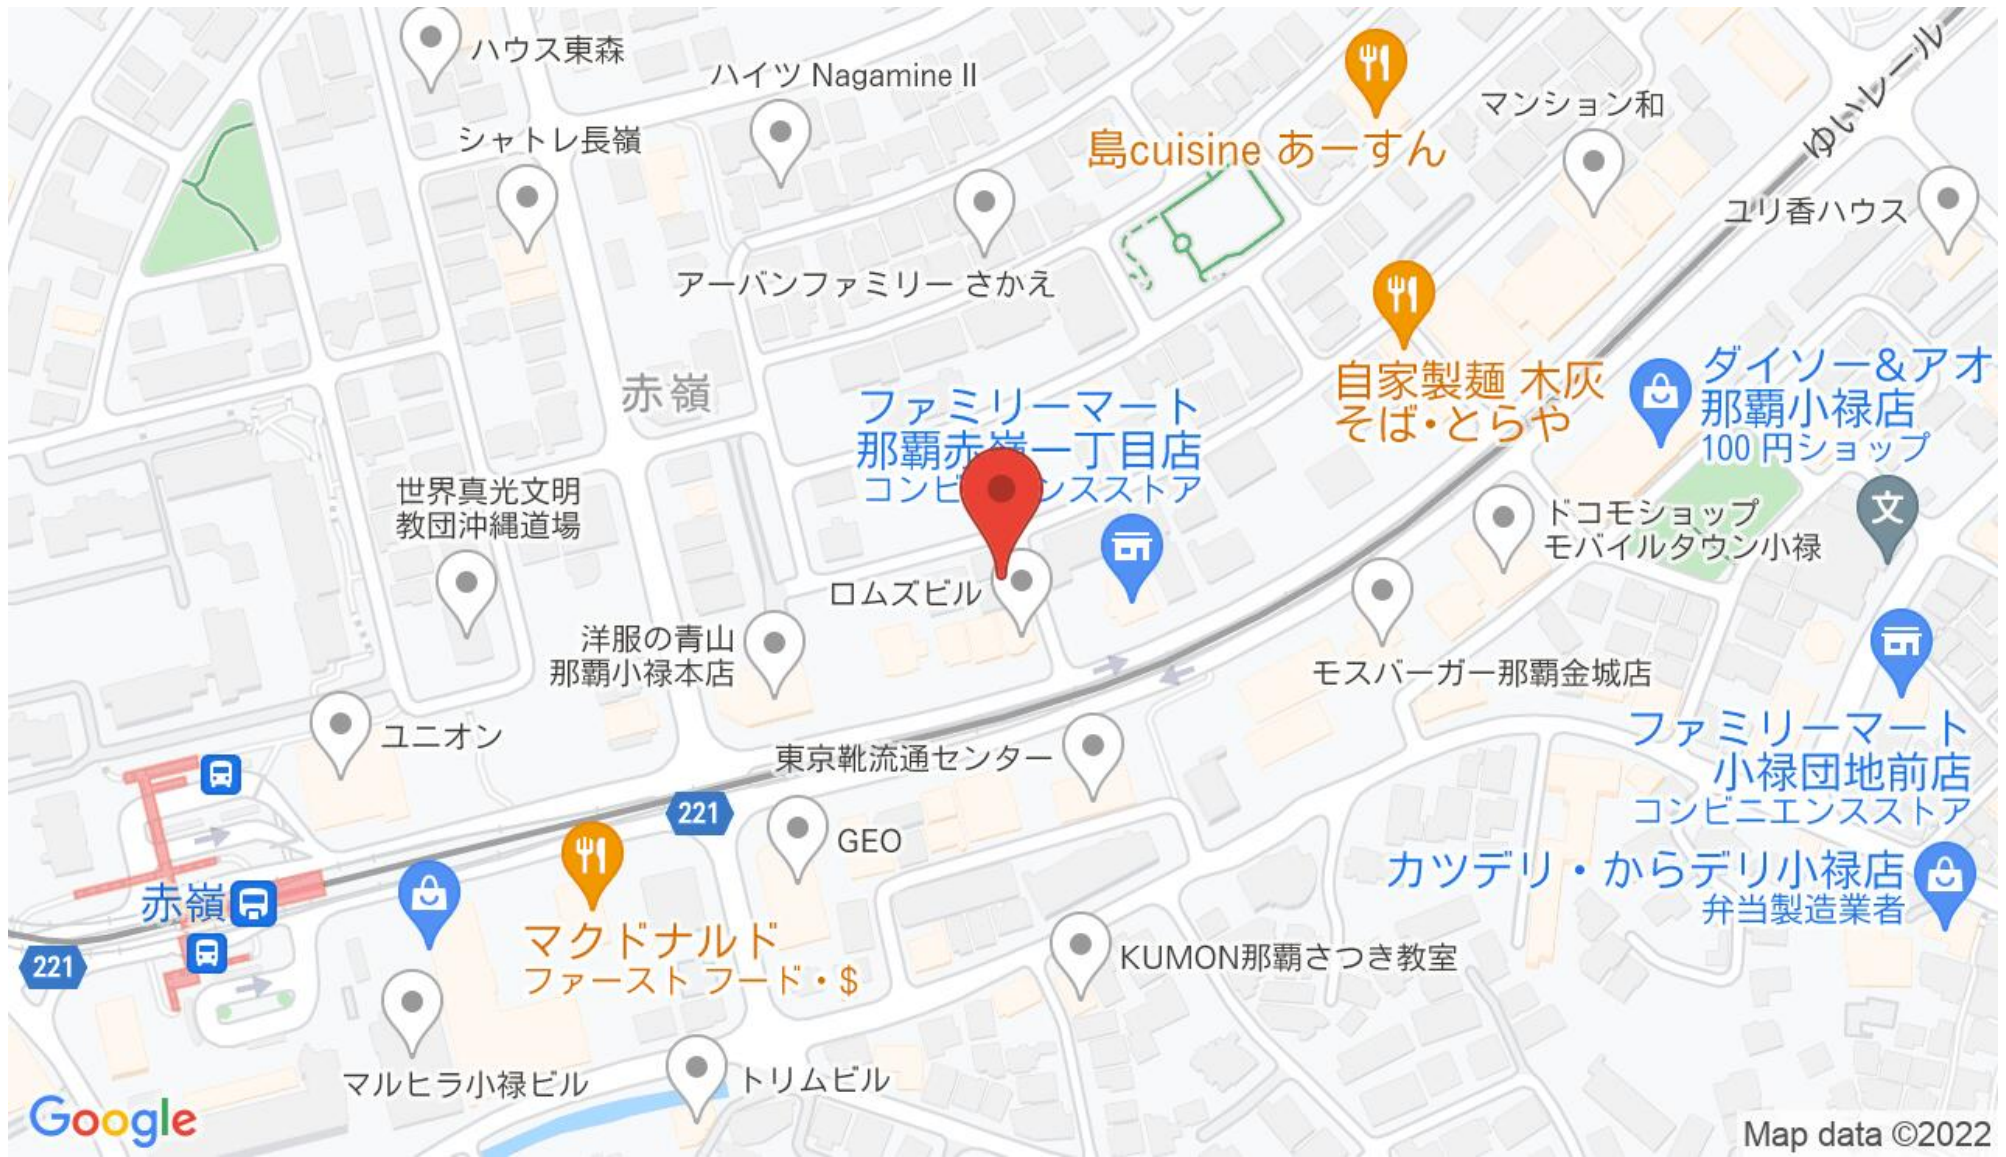 ハウス東森
ハイツ Nagamine II
シャトレ長嶺
島cuisine あーすん
マンション和
ゆいレール
ユリ香ハウス
アーバンファミリー さかえ
赤嶺
ファミリーマート
那覇赤嶺一丁目店
コンビニエンスストア
自家製麺 木灰
そば・とらや
ダイソー&アオ
那覇小禄店
100 円ショップ
世界真光文明
教団沖縄道場
ドコモショップ
モバイルタウン小禄
文
ロムズビル
洋服の青山
那覇小禄本店
モスバーガー那覇金城店
ユニオン
東京靴流通センター
ファミリーマート
小禄団地前店
コンビニエンスストア
221
GEO
カツデリ・からデリ小禄店
弁当製造業者
赤嶺
221
マクドナルド
ファースト フード・$
KUMON那覇さつき教室
マルヒラ小禄ビル
トリムビル
Google
Map data ©2022